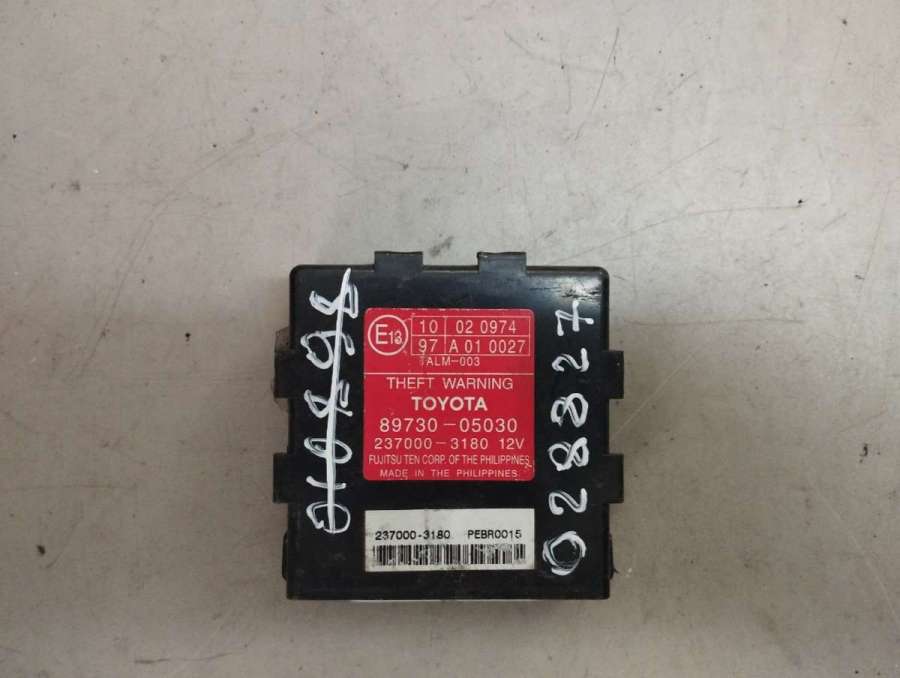 E13
10 02 0974
97 A 01 0027
TALM-003
THEFT WARNING
TOYOTA
89730-05030
237000-3180 12V
FUJITSU TEN CORP. OF THE PHILIPPINES
MADE IN THE PHILIPPINES
237000-3180 PEBR0015
028827